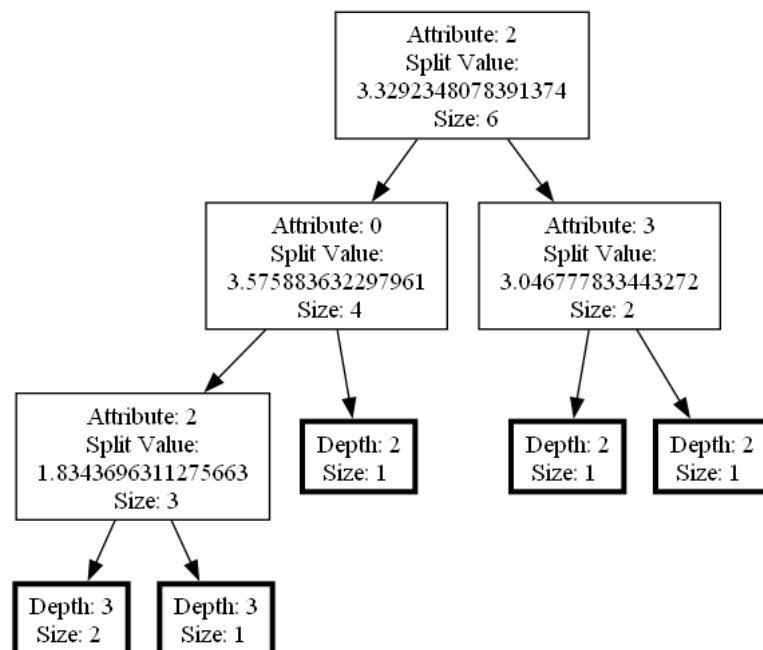 Attribute: 2
Split Value:
3.3292348078391374
Size: 6
Attribute: 0
Split Value:
3.575883632297961
Size: 4
Attribute: 3
Split Value:
3.046777833443272
Size: 2
Attribute: 2
Split Value:
1.8343696311275663
Size: 3
Depth: 2
Size: 1
Depth: 2
Size: 1
Depth: 2
Size: 1
Depth: 3
Size: 2
Depth: 3
Size: 1